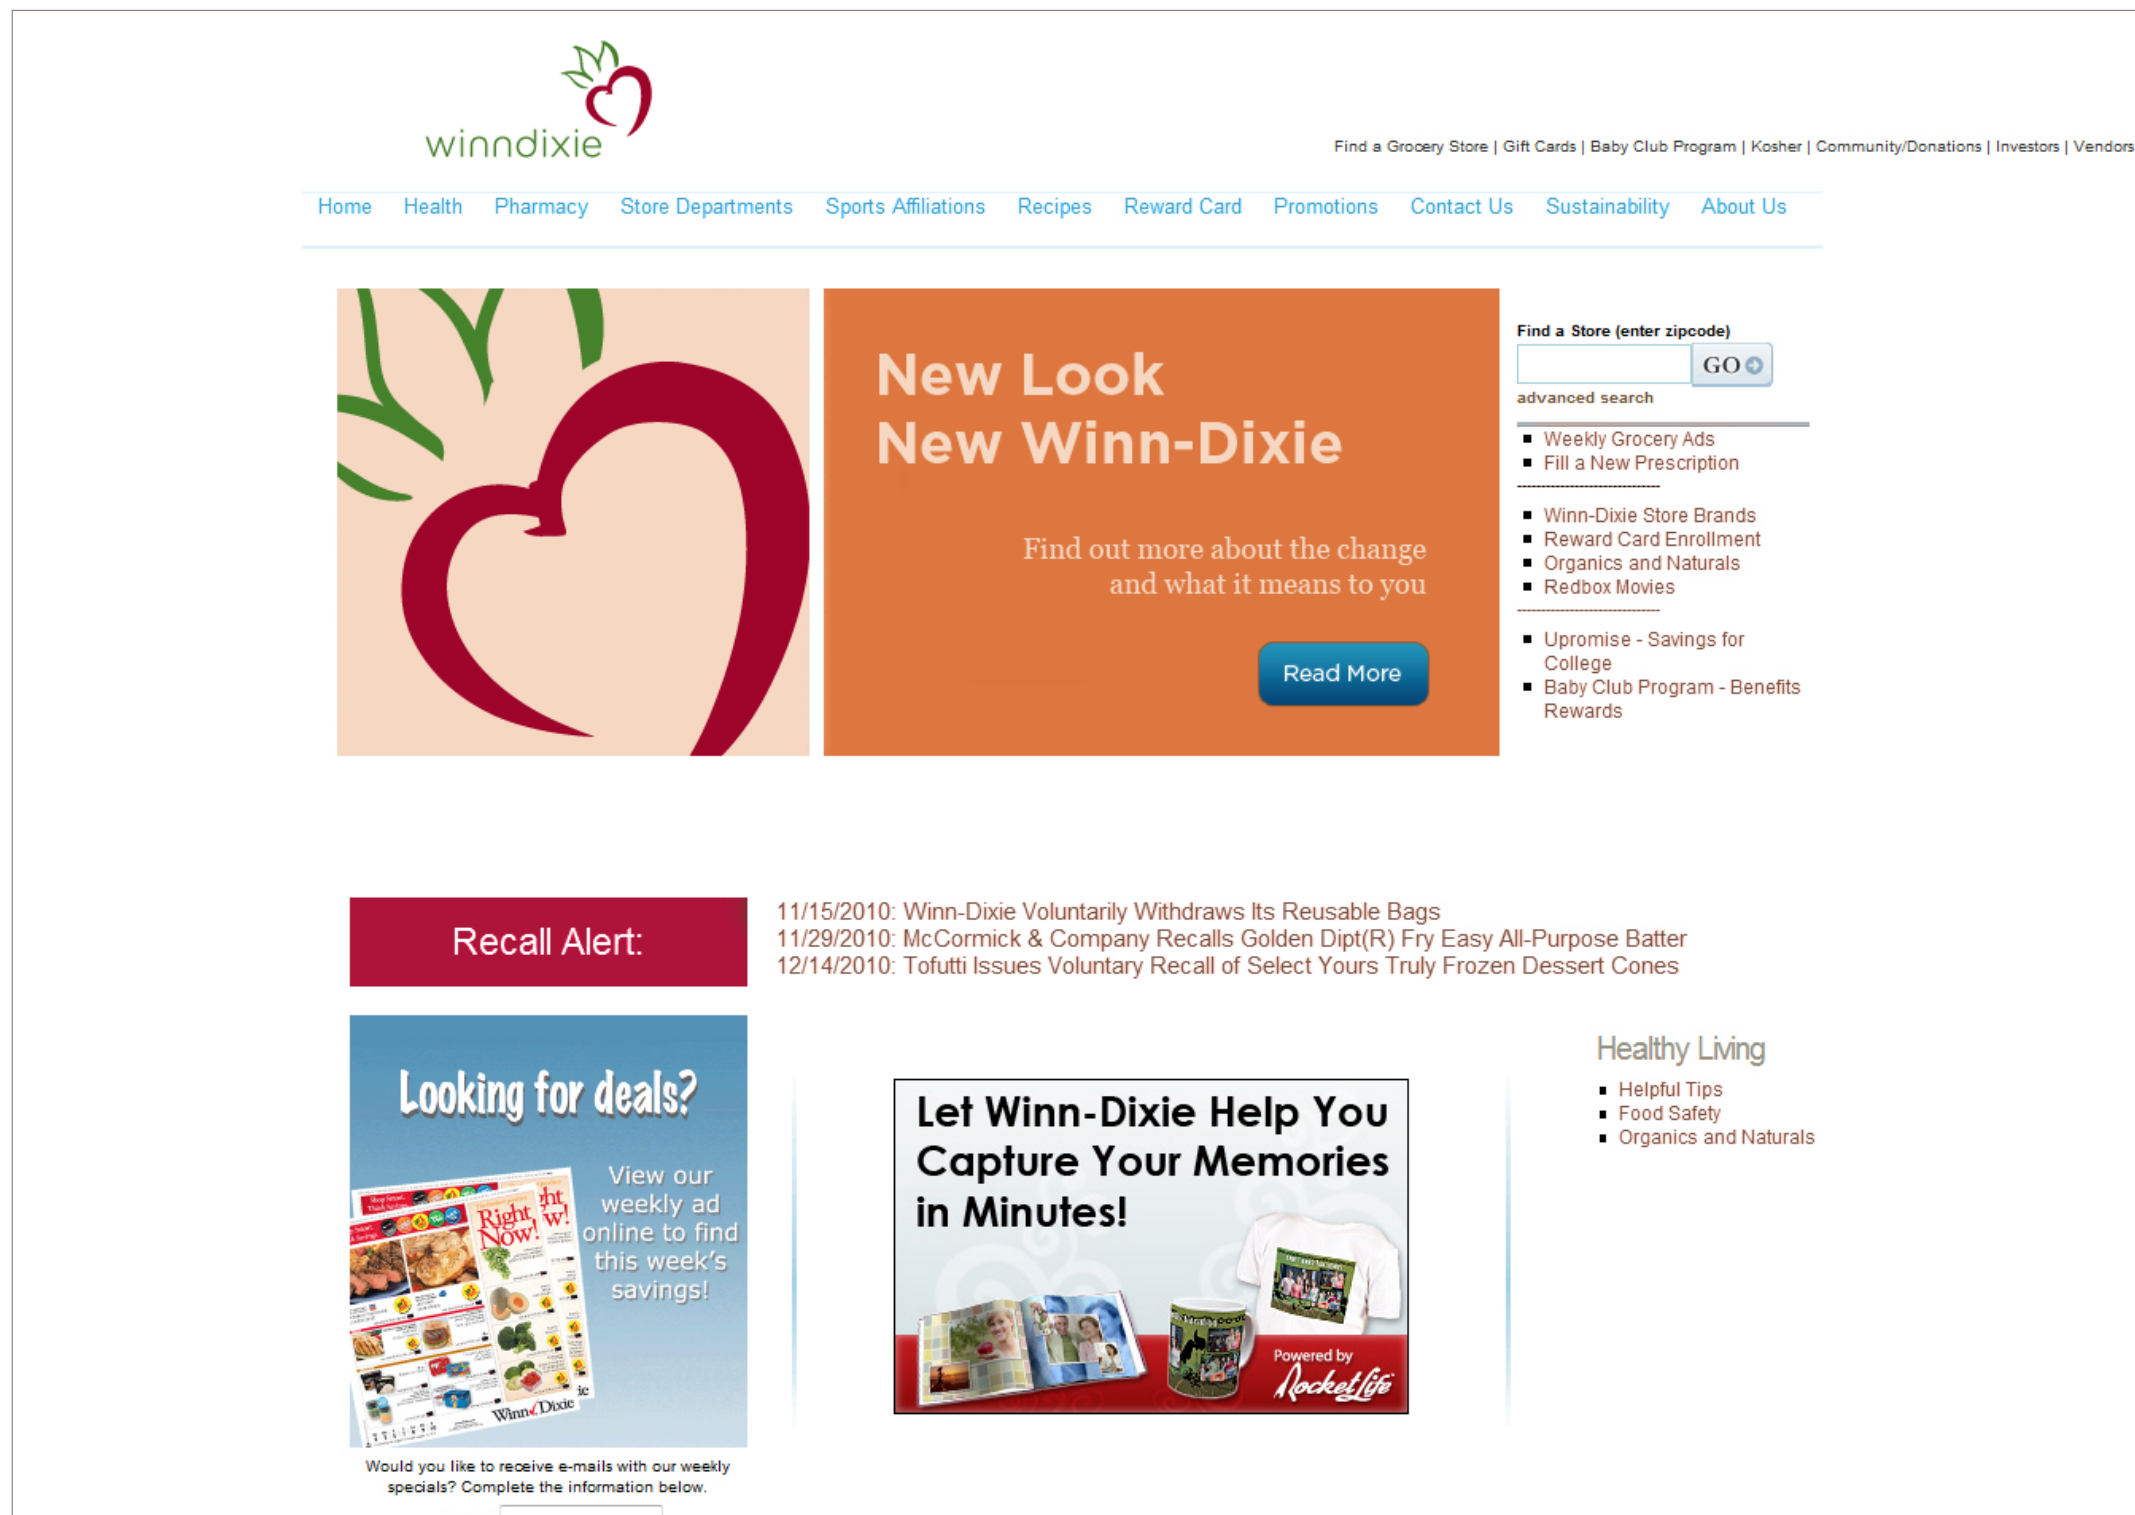 winndixie
Find a Grocery Store | Gift Cards | Baby Club Program | Kosher | Community/Donations | Investors | Vendors
Home Health Pharmacy Store Departments Sports Affiliations Recipes Reward Card Promotions Contact Us Sustainability About Us
New Look
New Winn-Dixie
Find out more about the change
and what it means to you
Read More
Find a Store (enter zipcode)
GO
advanced search
Weekly Grocery Ads
Fill a New Prescription
-----------------------------
Winn-Dixie Store Brands
Reward Card Enrollment
Organics and Naturals
Redbox Movies
-----------------------------
Upromise - Savings for
College
Baby Club Program - Benefits
Rewards
Recall Alert:
11/15/2010: Winn-Dixie Voluntarily Withdraws Its Reusable Bags
11/29/2010: McCormick & Company Recalls Golden Dipt(R) Fry Easy All-Purpose Batter
12/14/2010: Tofutti Issues Voluntary Recall of Select Yours Truly Frozen Dessert Cones
Looking for deals?
View our
weekly ad
online to find
this week's
savings!
Right
Now!
Winn Dixie
Would you like to receive e-mails with our weekly
specials? Complete the information below.
Let Winn-Dixie Help You
Capture Your Memories
in Minutes!
Powered by
RocketLife
Healthy Living
Helpful Tips
Food Safety
Organics and Naturals